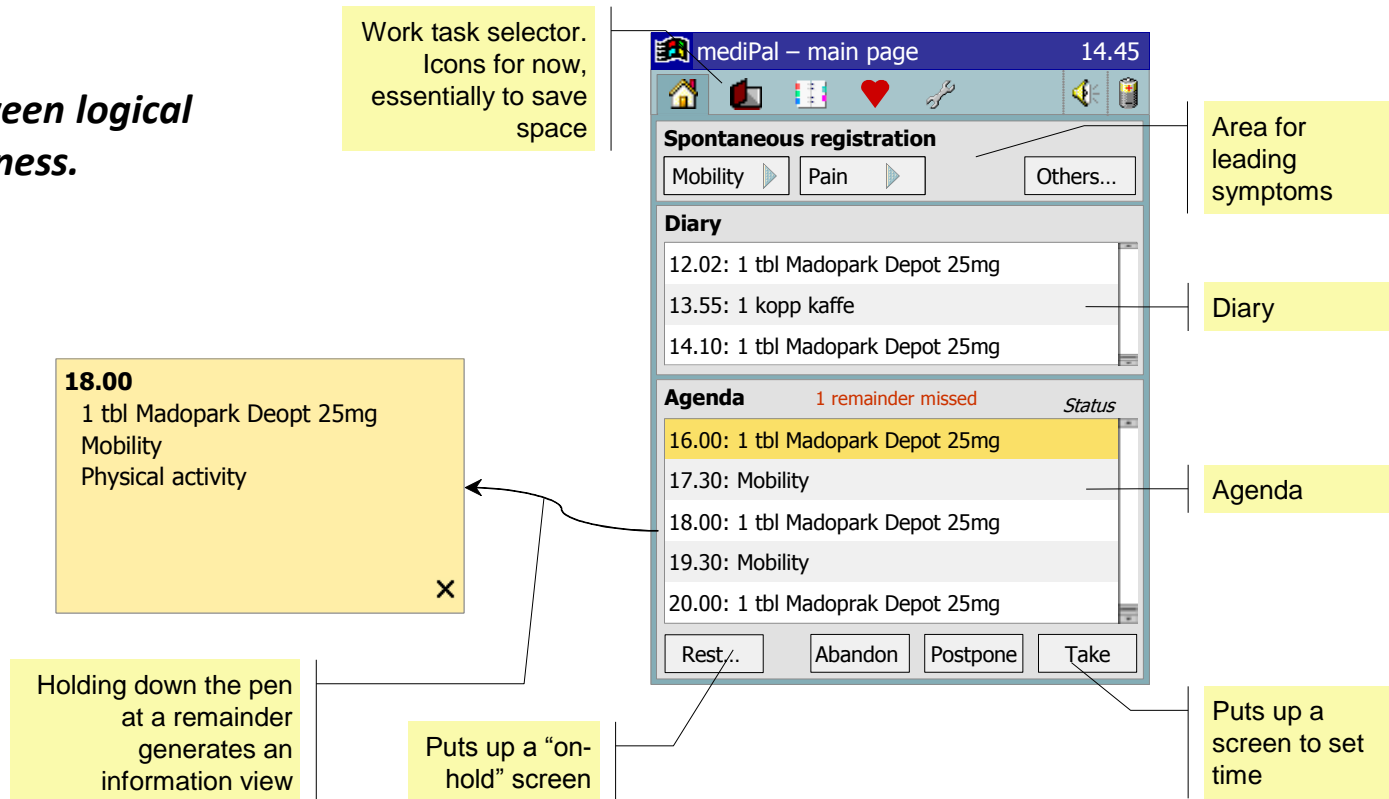 een logical
ness.
Work task selector.
Icons for now,
essentially to save
space
mediPal – main page 14.45
Spontaneous registration
Mobility Pain Others...
Area for
leading
symptoms
Diary
12.02: 1 tbl Madopark Depot 25mg
13.55: 1 kopp kaffe
14.10: 1 tbl Madopark Depot 25mg
Diary
Agenda 1 remainder missed Status
16.00: 1 tbl Madopark Depot 25mg
17.30: Mobility
18.00: 1 tbl Madopark Depot 25mg
19.30: Mobility
20.00: 1 tbl Madoprak Depot 25mg
Agenda
Rest... Abandon Postpone Take
18.00
1 tbl Madopark Deopt 25mg
Mobility
Physical activity
Holding down the pen
at a remainder
generates an
information view
Puts up a “on-
hold” screen
Puts up a
screen to set
time